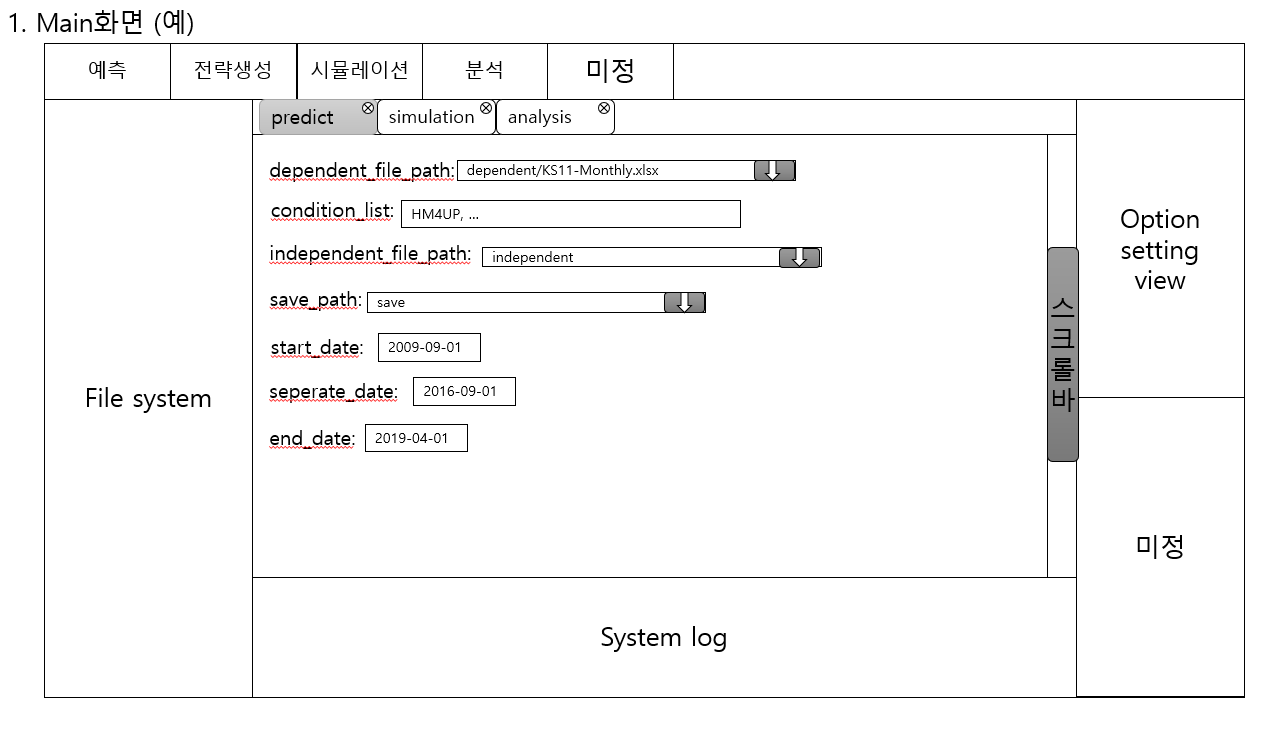 1. Main화면 (예)
예측 전략생성 시뮬레이션 분석 미정
predict simulation analysis
dependent_file_path: dependent/KS11-Monthly.xlsx
condition_list: HM4UP, ...
independent_file_path: independent
save_path: save
start_date: 2009-09-01
seperate_date: 2016-09-01
end_date: 2019-04-01
File system
스
크
롤
바
Option
setting
view
미정
System log